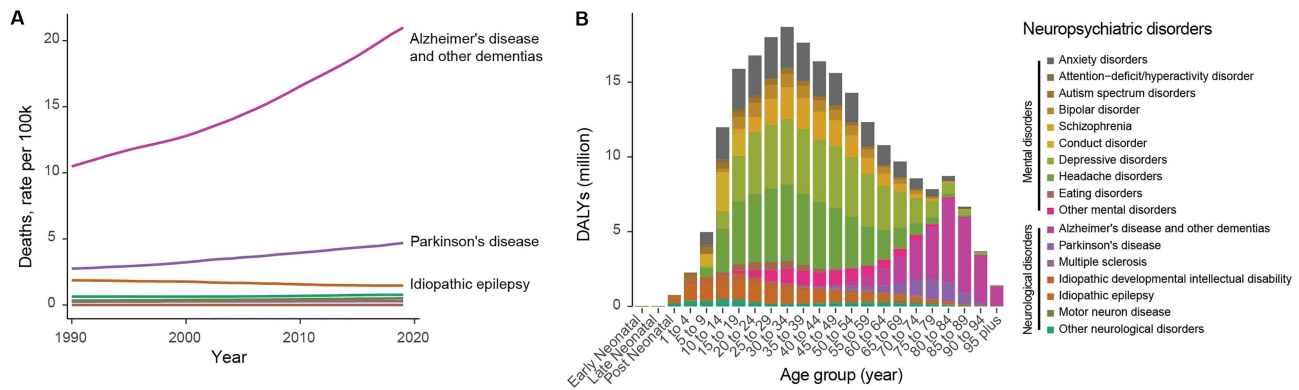 A
Deaths, rate per 100k
20
15
10
5
0
1990
2000
2010
2020
Year
Alzheimer's disease
and other dementias
Parkinson's disease
Idiopathic epilepsy
B
DALYs (million)
15
10
5
0
Early Neonatal
Late Neonatal
Post Neonatal
1 to 4
5 to 9
10 to 14
15 to 19
20 to 24
25 to 29
30 to 34
35 to 39
40 to 44
45 to 49
50 to 54
55 to 59
60 to 64
65 to 69
70 to 74
75 to 79
80 to 84
85 to 89
90 to 94
95 plus
Age group (year)
Neuropsychiatric disorders
Mental disorders
Anxiety disorders
Attention-deficit/hyperactivity disorder
Autism spectrum disorders
Bipolar disorder
Schizophrenia
Conduct disorder
Depressive disorders
Headache disorders
Eating disorders
Other mental disorders
Neurological disorders
Alzheimer's disease and other dementias
Parkinson's disease
Multiple sclerosis
Idiopathic developmental intellectual disability
Idiopathic epilepsy
Motor neuron disease
Other neurological disorders